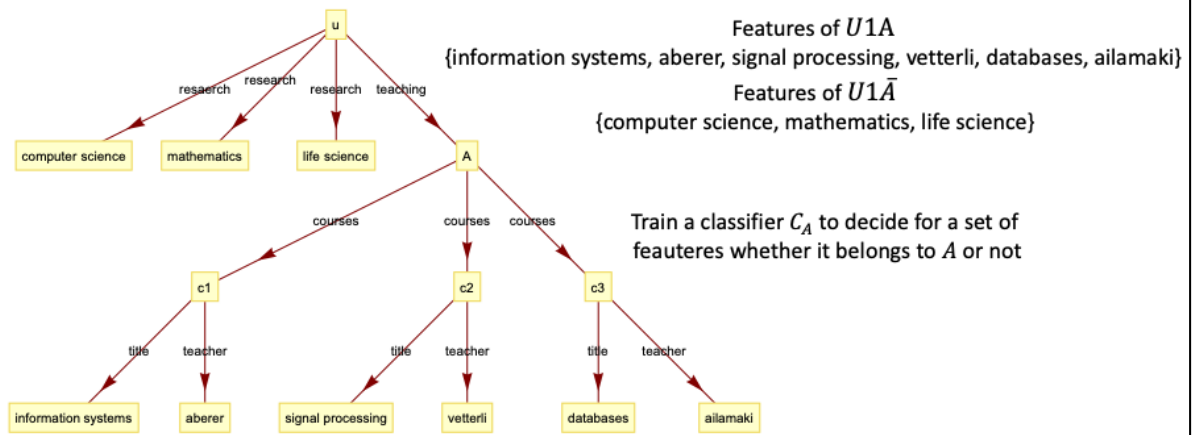 u
Features of U1A
{information systems, aberer, signal processing, vetterli, databases, ailamaki}
resaerch
research
research
teaching
Features of U1Ā
{computer science, mathematics, life science}
computer science
mathematics
life science
A
courses
courses
courses
Train a classifier C_A to decide for a set of
feauteres whether it belongs to A or not
c1
c2
c3
title
teacher
title
teacher
title
teacher
information systems
aberer
signal processing
vetterli
databases
ailamaki